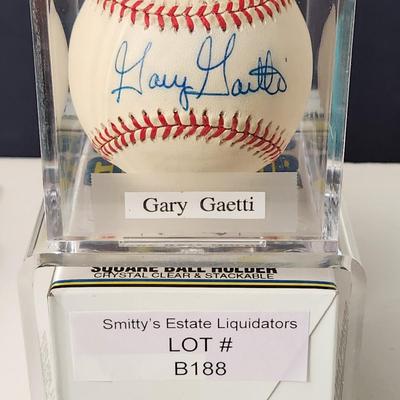 Gary Gaetti
Gary Gaetti
SQUARE BALL HOLDER
CRYSTAL CLEAR & STACKABLE
Smitty's Estate Liquidators
LOT #
B188